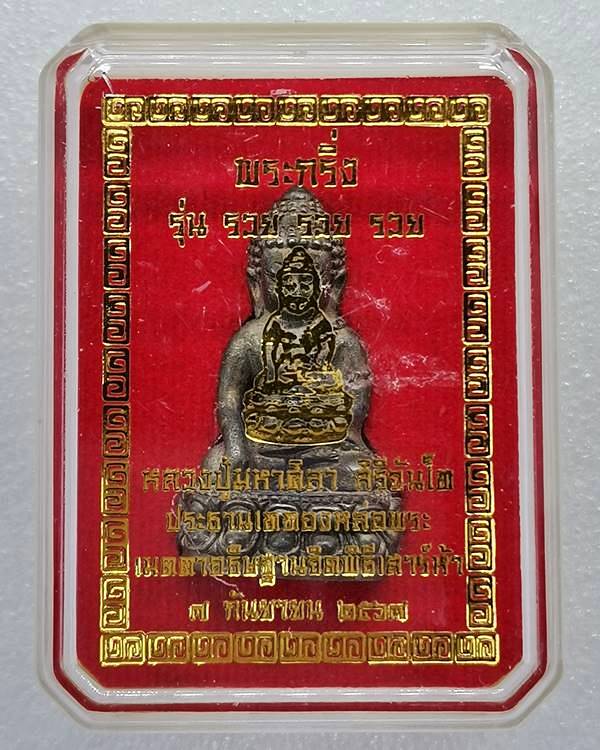 พระกริ่ง
รุ่น รวย รวย รวย
หลวงปู่มหาศิลา สิริจันโท
ประธานเททองหล่อพระ
เมตตาอธิษฐานจิตพิธีเสาร์ห้า
๗ กันยายน ๒๕๖๗